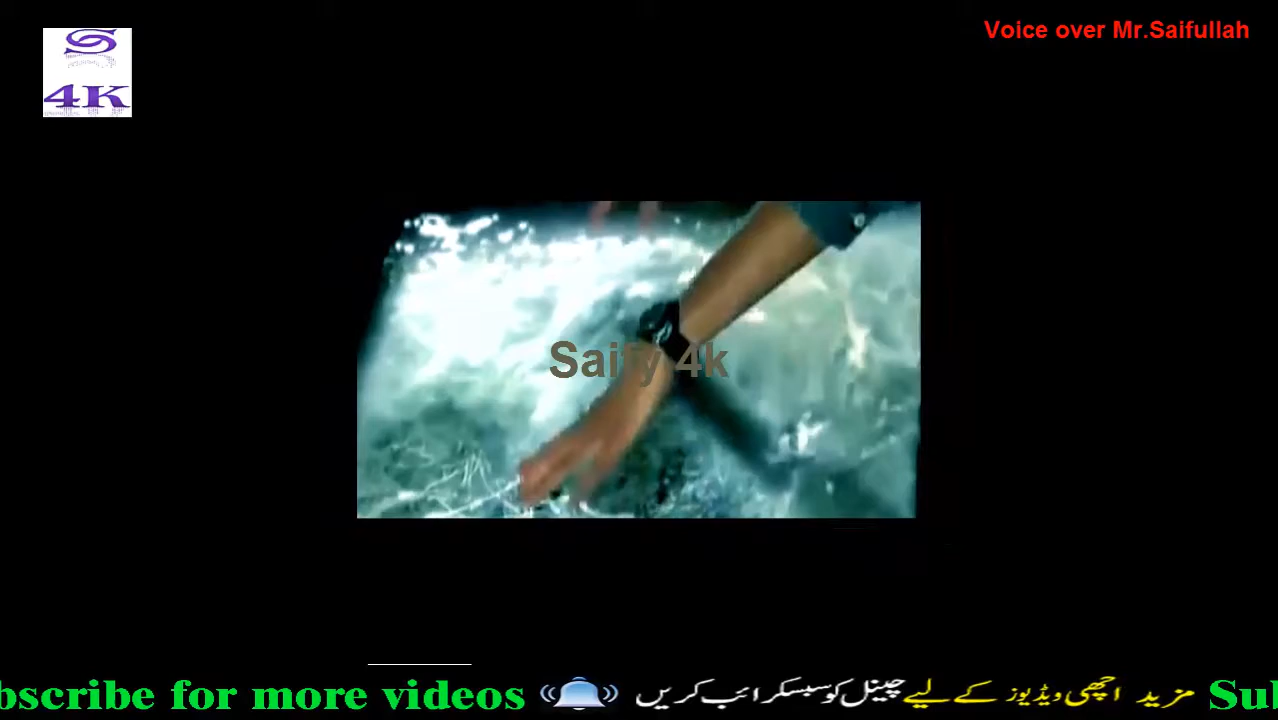 S
4K
Voice over Mr.Saifullah
Saify 4k
bscribe for more videos مزید اچھی ویڈیوز کے لیے چینل کو سبسکرائب کریں Sub